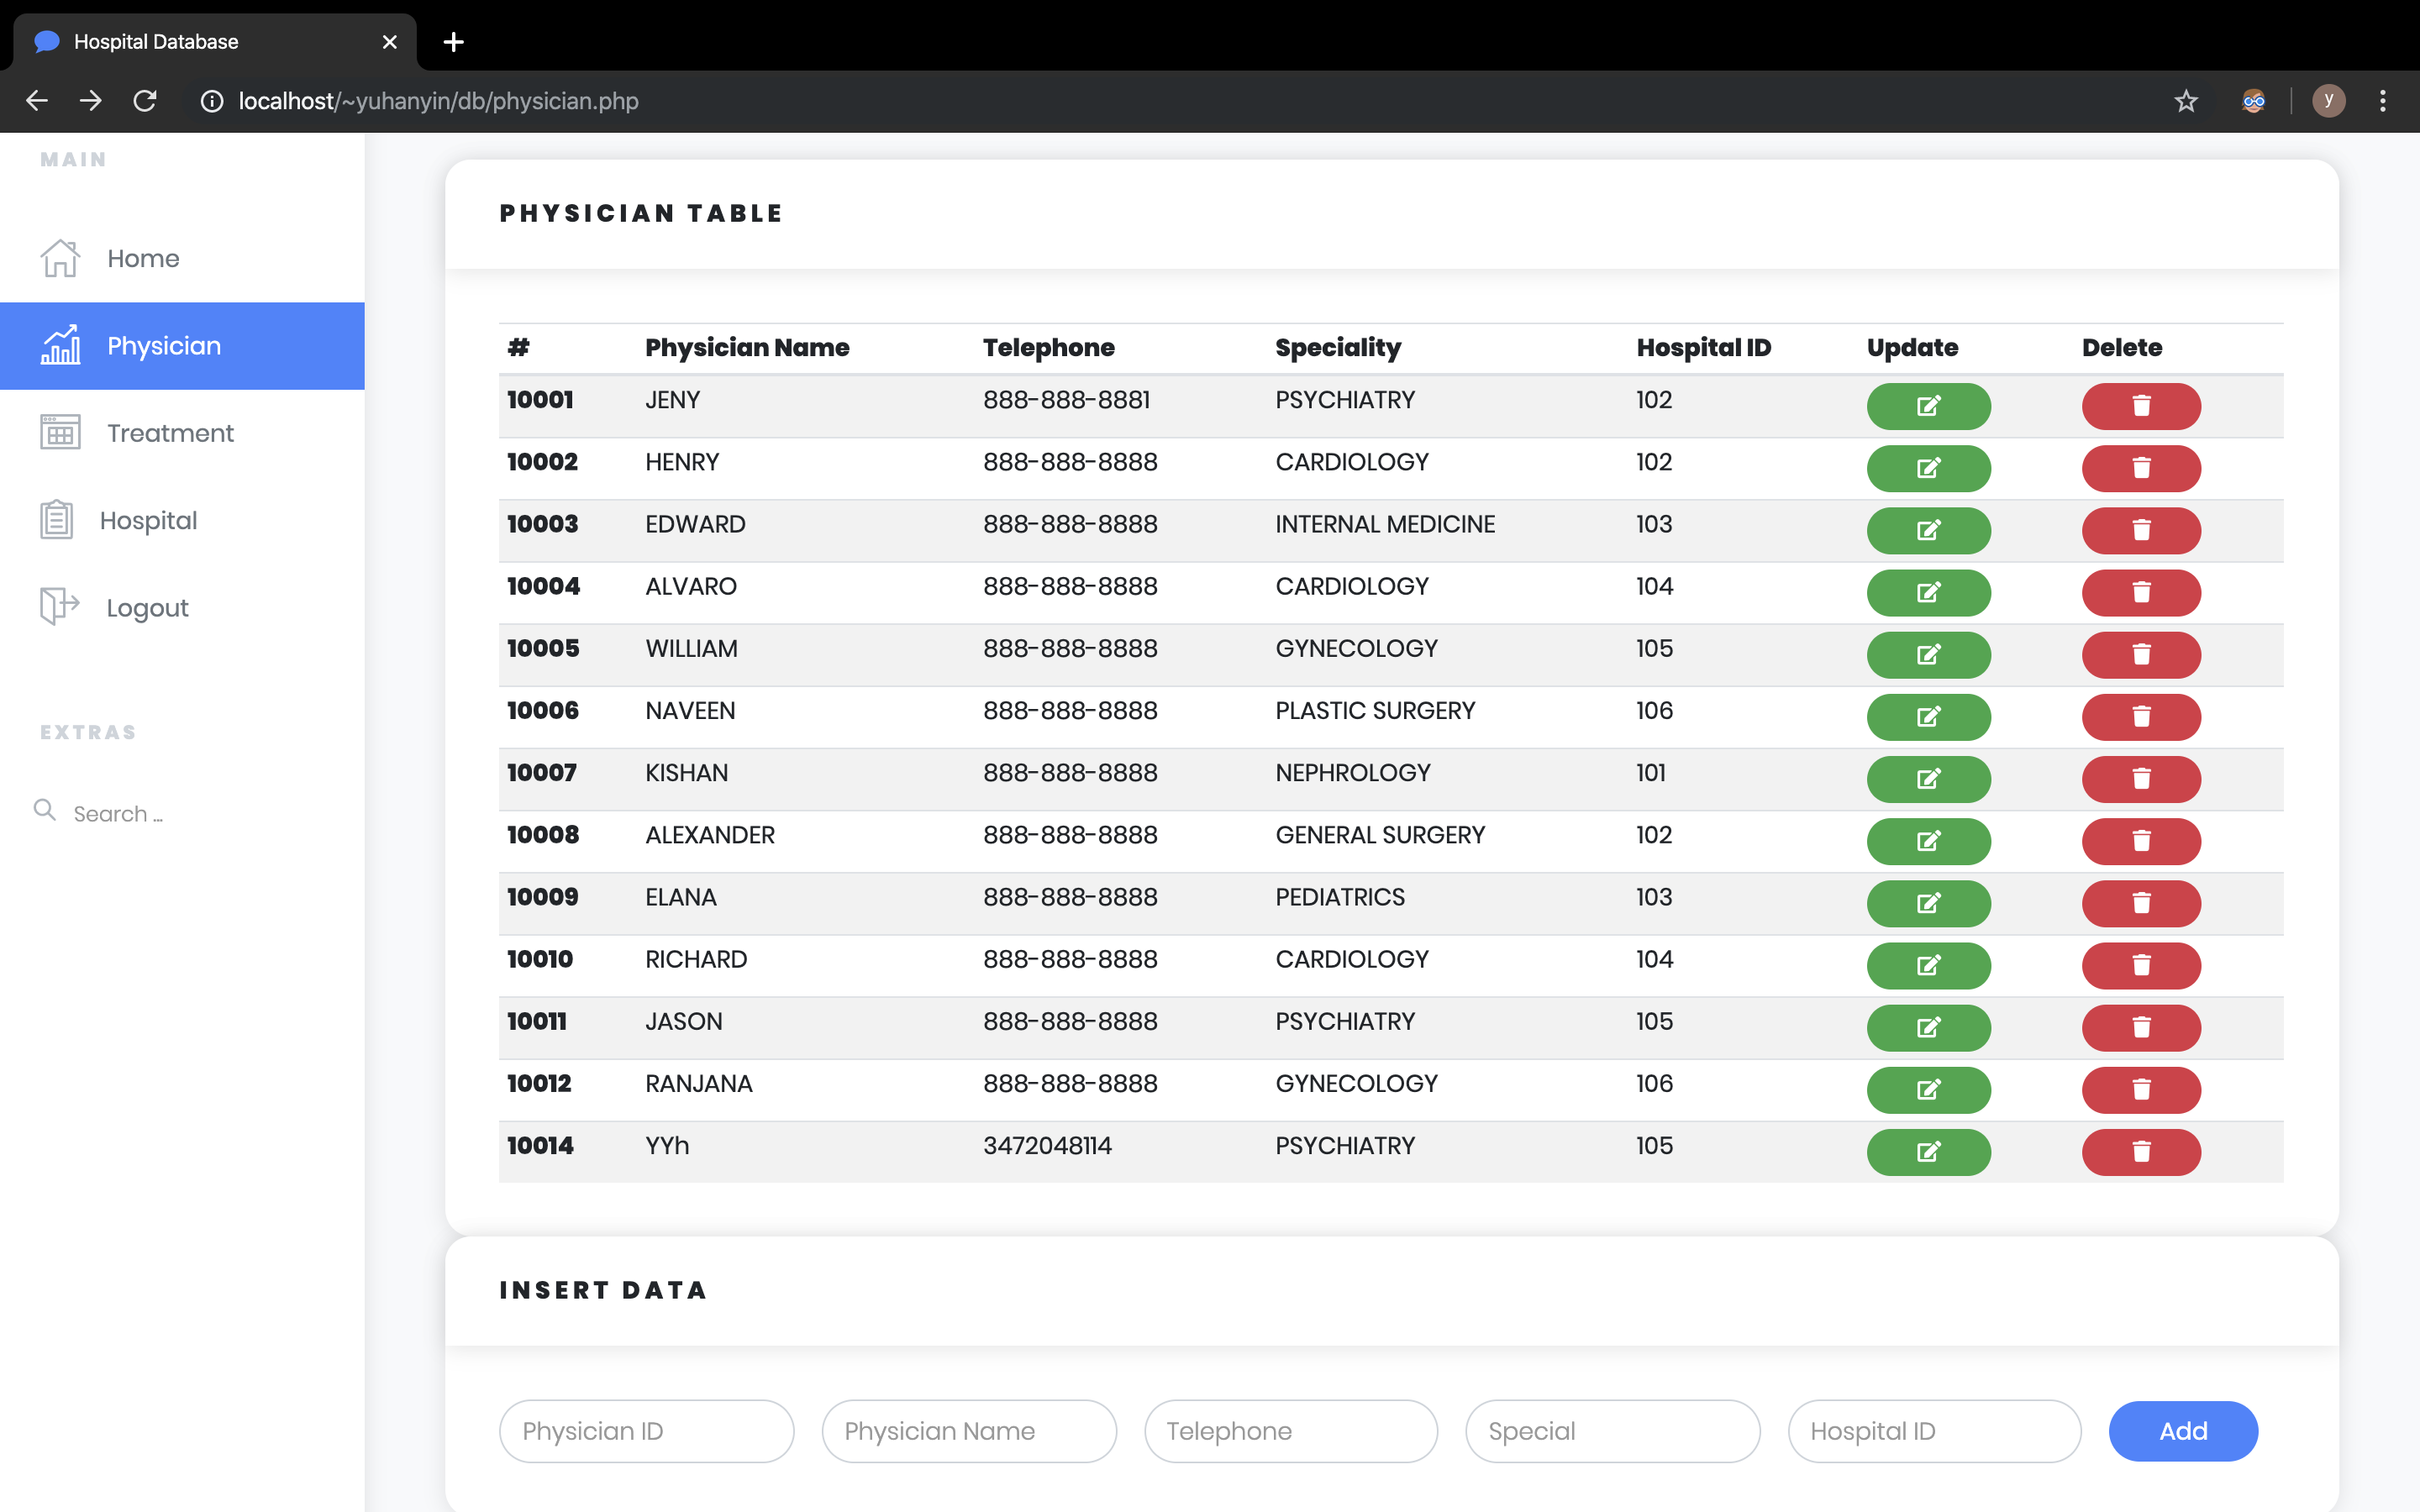 Hospital Database
localhost/~yuhanyin/db/physician.php
y
MAIN
Home
Physician
Treatment
Hospital
Logout
EXTRAS
Search ...
PHYSICIAN TABLE
# Physician Name Telephone Speciality Hospital ID Update Delete
10001 JENY 888-888-8881 PSYCHIATRY 102
10002 HENRY 888-888-8888 CARDIOLOGY 102
10003 EDWARD 888-888-8888 INTERNAL MEDICINE 103
10004 ALVARO 888-888-8888 CARDIOLOGY 104
10005 WILLIAM 888-888-8888 GYNECOLOGY 105
10006 NAVEEN 888-888-8888 PLASTIC SURGERY 106
10007 KISHAN 888-888-8888 NEPHROLOGY 101
10008 ALEXANDER 888-888-8888 GENERAL SURGERY 102
10009 ELANA 888-888-8888 PEDIATRICS 103
10010 RICHARD 888-888-8888 CARDIOLOGY 104
10011 JASON 888-888-8888 PSYCHIATRY 105
10012 RANJANA 888-888-8888 GYNECOLOGY 106
10014 YYh 3472048114 PSYCHIATRY 105
INSERT DATA
Physician ID Physician Name Telephone Special Hospital ID Add